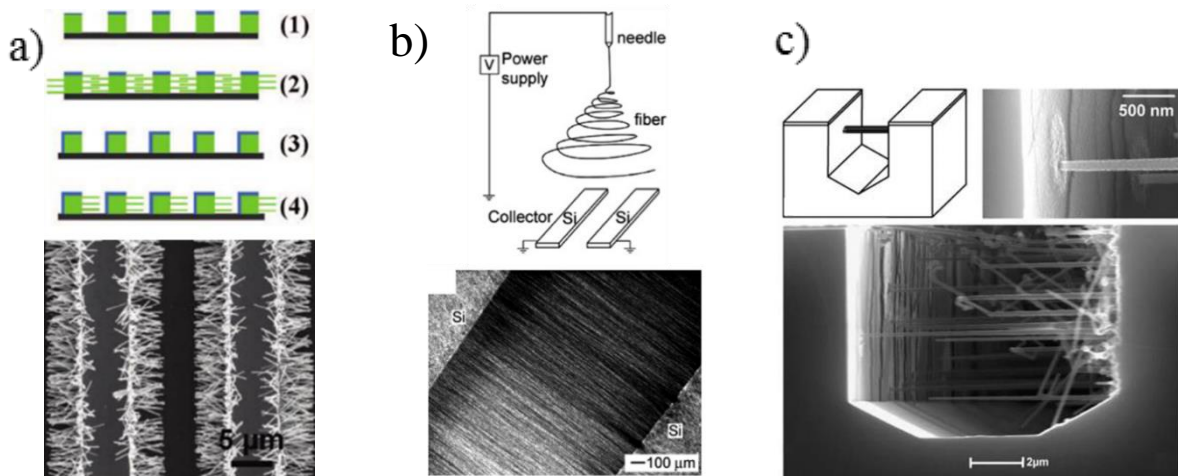 a)
(1)
(2)
(3)
(4)
5 μm
b)
needle
V
Power
supply
fiber
Collector
Si
Si
Si
Si
100 μm
c)
500 nm
2μm